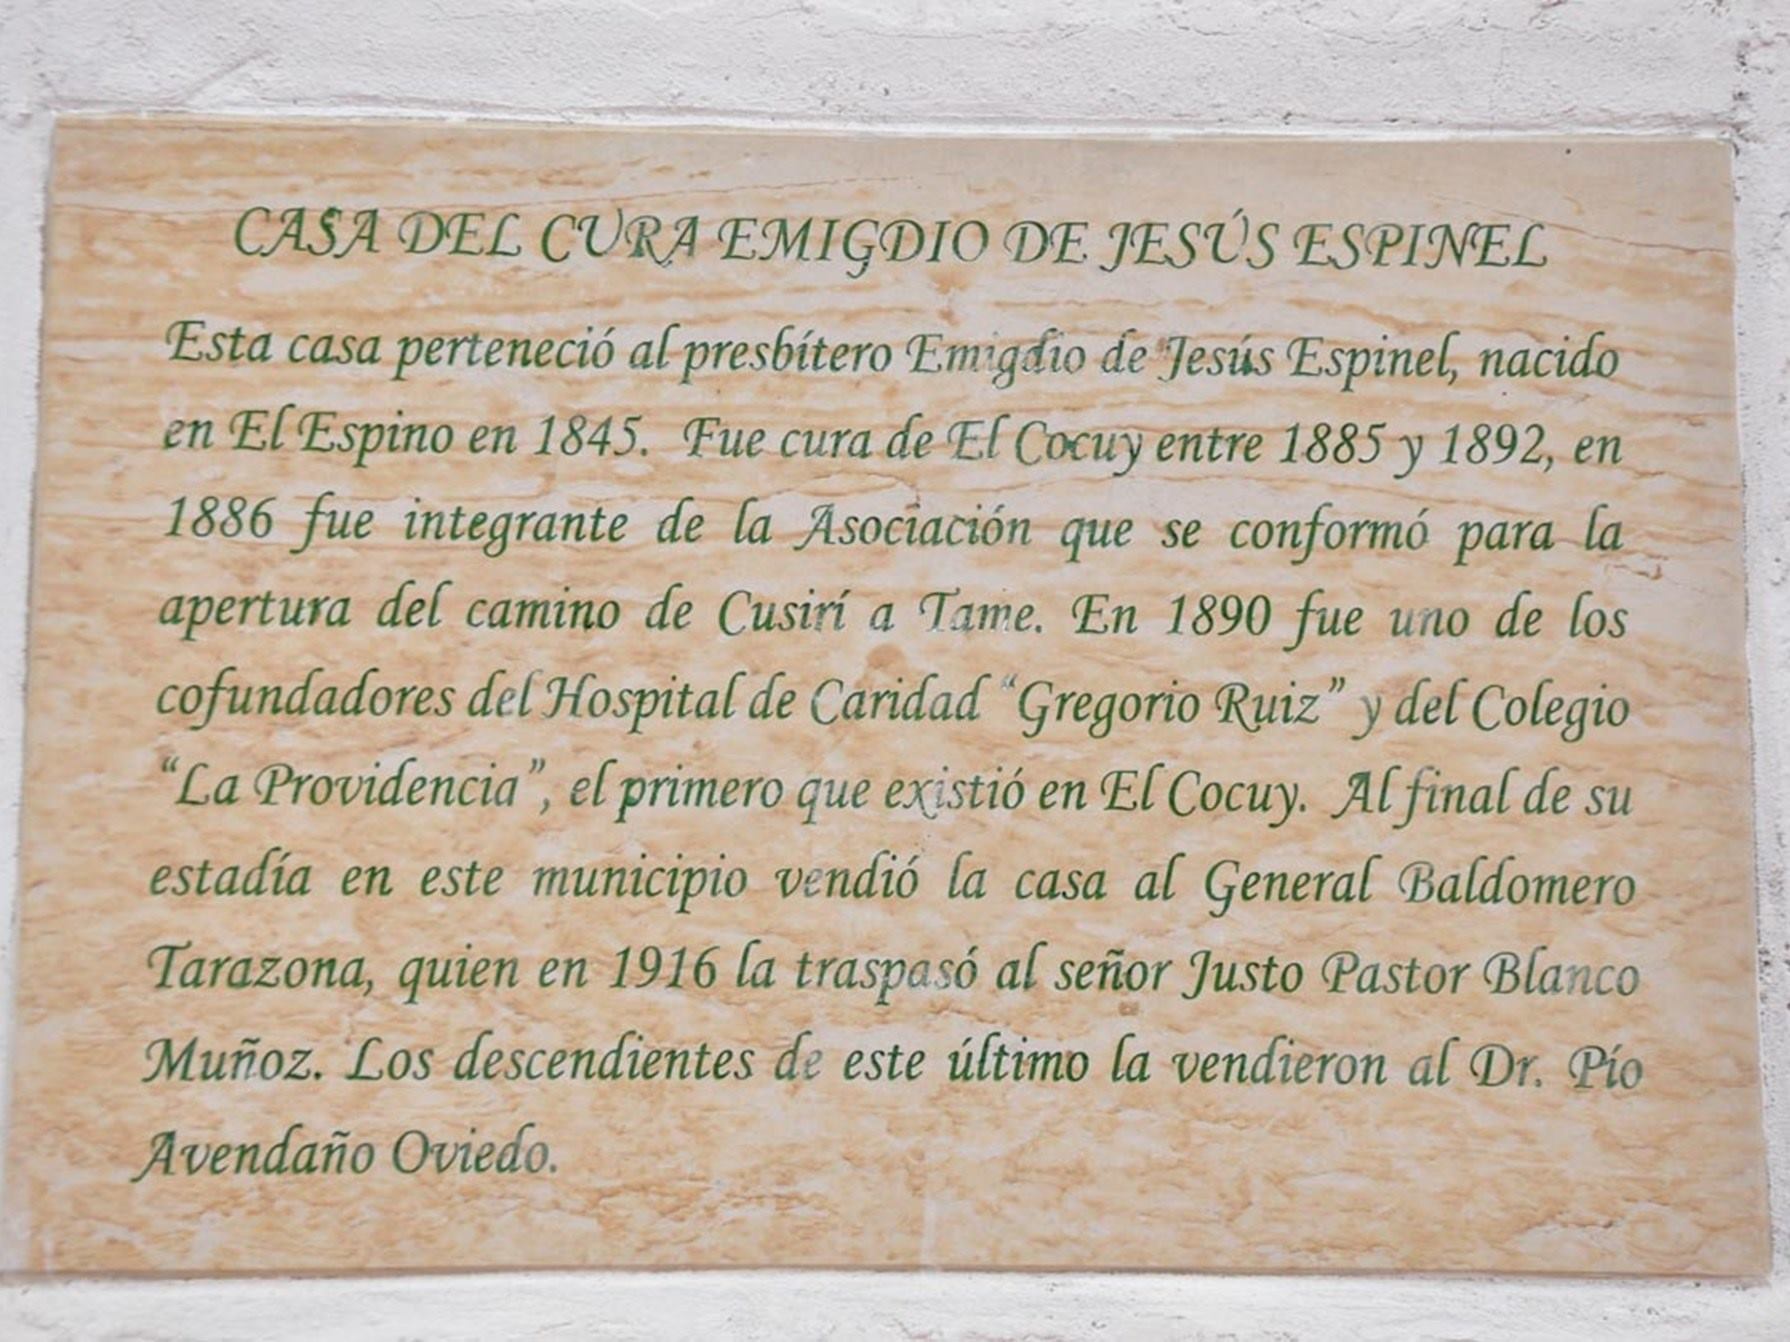 CASA DEL CURA EMIGDIO DE JESÚS ESPINEL
Esta casa perteneció al presbítero Emigdio de Jesús Espinel, nacido
en El Espino en 1845. Fue cura de El Cocuy entre 1885 y 1892, en
1886 fue integrante de la Asociación que se conformó para la
apertura del camino de Cusirí a Tame. En 1890 fue uno de los
cofundadores del Hospital de Caridad “Gregorio Ruiz” y del Colegio
“La Providencia”, el primero que existió en El Cocuy. Al final de su
estadía en este municipio vendió la casa al General Baldomero
Tarazona, quien en 1916 la traspasó al señor Justo Pastor Blanco
Muñoz. Los descendientes de este último la vendieron al Dr. Pío
Avendaño Oviedo.